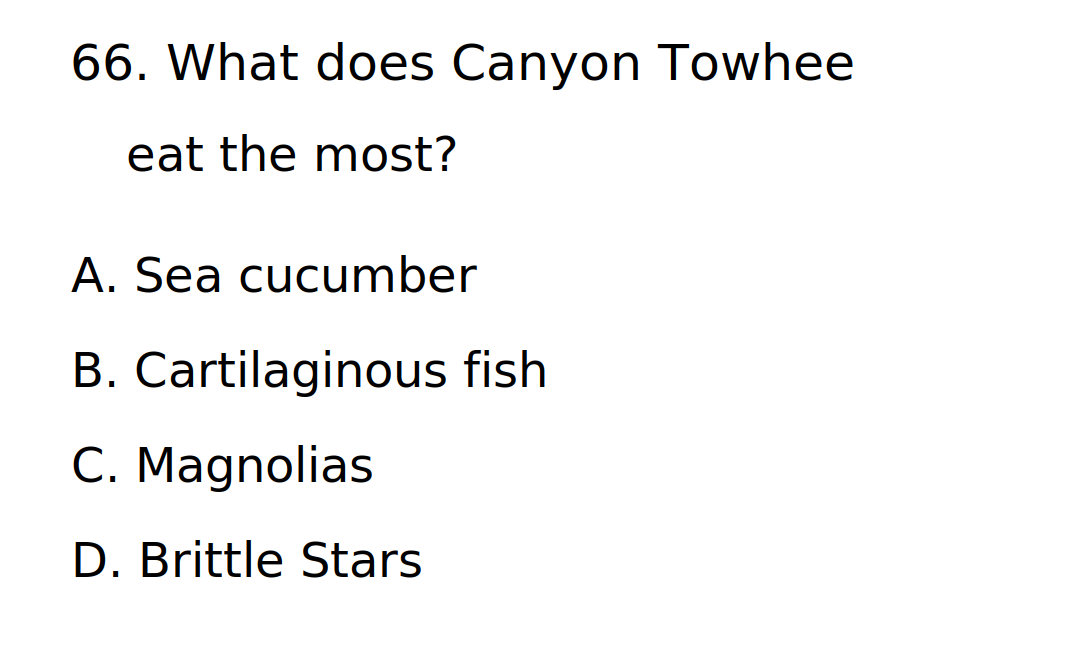 66. What does Canyon Towhee
eat the most?
A. Sea cucumber
B. Cartilaginous fish
C. Magnolias
D. Brittle Stars